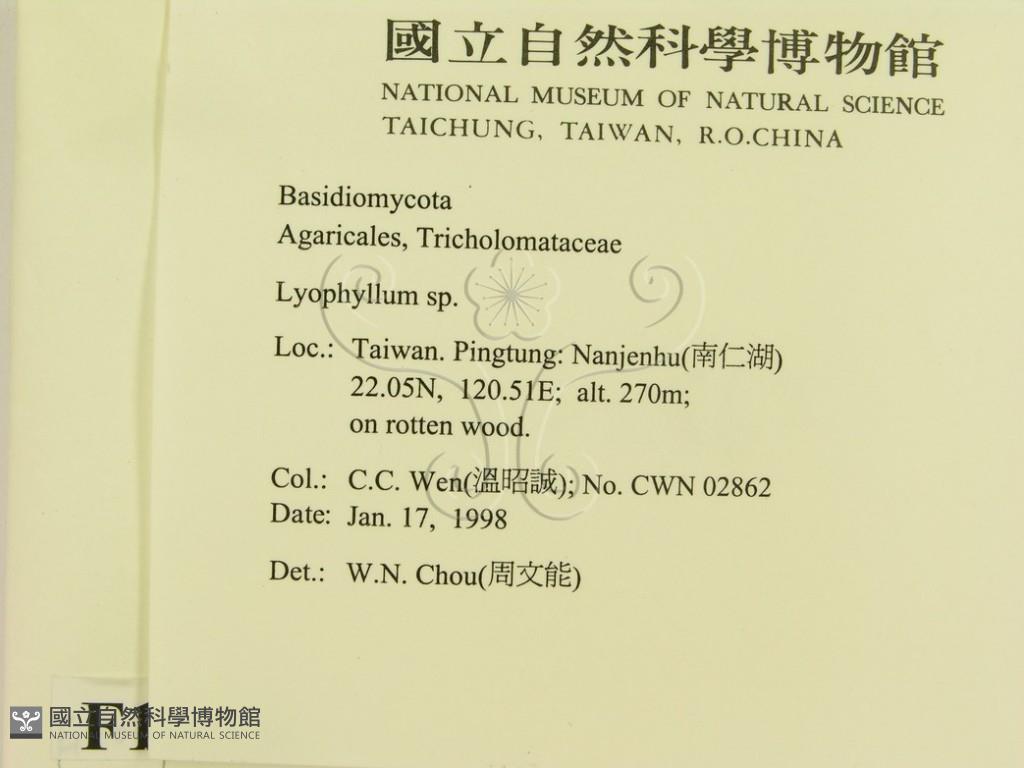 國立自然科學博物館
NATIONAL MUSEUM OF NATURAL SCIENCE
TAICHUNG, TAIWAN, R.O.CHINA
Basidiomycota
Agaricales, Tricholomataceae
Lyophyllum sp.
Loc.: Taiwan. Pingtung: Nanjenhu(南仁湖)
22.05N, 120.51E; alt. 270m;
on rotten wood.
Col.: C.C. Wen(溫昭誠); No. CWN 02862
Date: Jan. 17, 1998
Det.: W.N. Chou(周文能)
F1
國立自然科學博物館
NATIONAL MUSEUM OF NATURAL SCIENCE